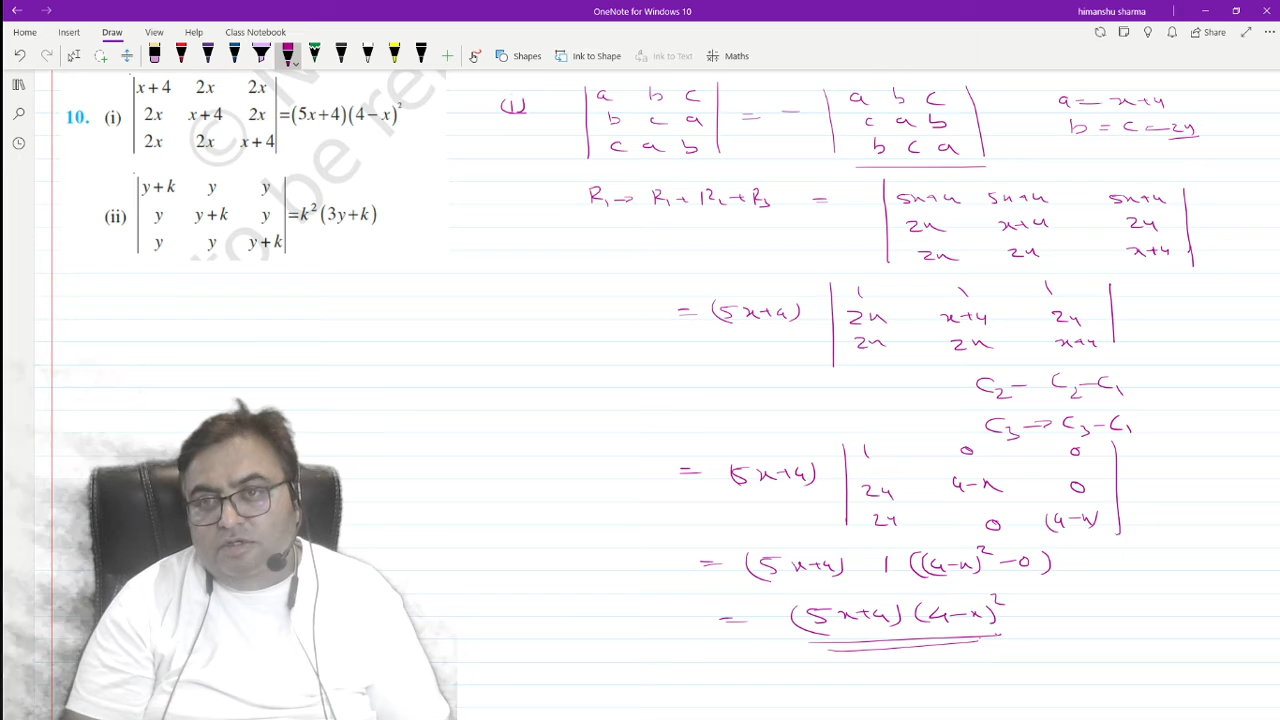 OneNote for Windows 10
himanshu sharma
Home Insert Draw View Help Class Notebook
Share
Shapes Ink to Shape Ink to Text Maths
10. (i) |x+4 2x 2x|
|2x x+4 2x| =(5x+4)(4−x)²
|2x 2x x+4|
(ii) |y+k y y|
|y y+k y| =k²(3y+k)
|y y y+k|
(1) |a b c| = − |a b c| a = x+4
|b c a| |c a b| b = c = 2x
|c a b| |b c a|
R₁→ R₁+R₂+R₃ = |5x+4 5x+4 5x+4|
|2x x+4 2x|
|2x 2x x+4|
= (5x+4) |1 1 1|
|2x x+4 2x|
|2x 2x x+4|
C₂− C₂−C₁
C₃→ C₃−C₁
= 5x+4) |1 0 0|
|2x 4−x 0|
|2x 0 (4−x)|
= (5x+4) 1 ((4−x)²−0)
= (5x+4)(4−x)²